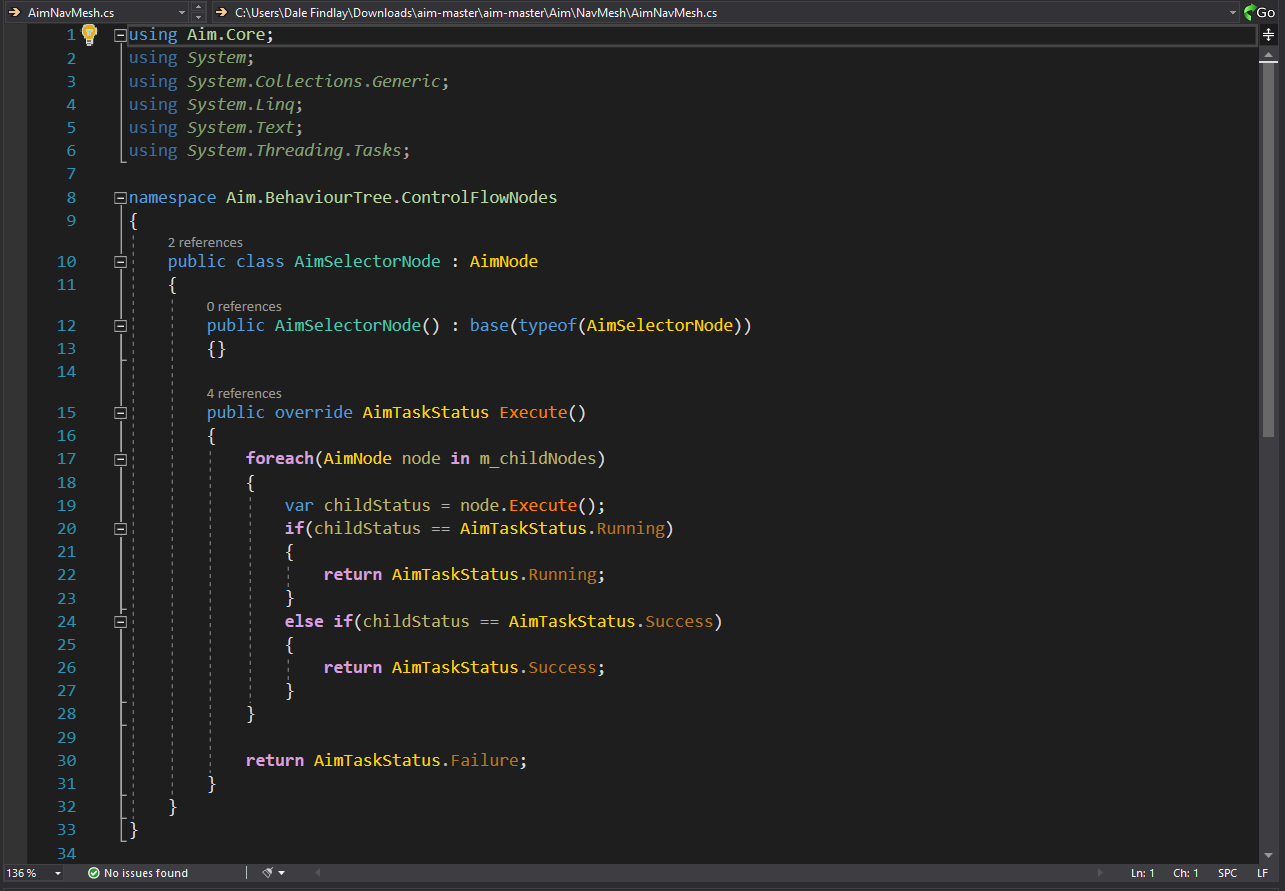 AimNavMesh.cs C:\Users\Dale Findlay\Downloads\aim-master\aim-master\Aim\NavMesh\AimNavMesh.cs Go
1 using Aim.Core;
2 using System;
3 using System.Collections.Generic;
4 using System.Linq;
5 using System.Text;
6 using System.Threading.Tasks;
7
8 namespace Aim.BehaviourTree.ControlFlowNodes
9 {
2 references
10 public class AimSelectorNode : AimNode
11 {
0 references
12 public AimSelectorNode() : base(typeof(AimSelectorNode))
13 {}
14
4 references
15 public override AimTaskStatus Execute()
16 {
17 foreach(AimNode node in m_childNodes)
18 {
19 var childStatus = node.Execute();
20 if(childStatus == AimTaskStatus.Running)
21 {
22 return AimTaskStatus.Running;
23 }
24 else if(childStatus == AimTaskStatus.Success)
25 {
26 return AimTaskStatus.Success;
27 }
28 }
29
30 return AimTaskStatus.Failure;
31 }
32 }
33 }
34
136 % No issues found Ln: 1 Ch: 1 SPC LF